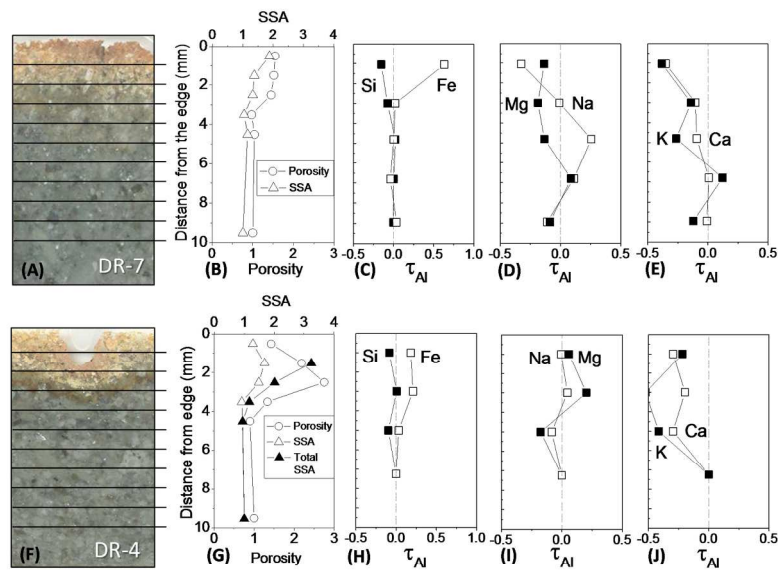 SSA
0 1 2 3 4
0
2
4
6
8
10
Distance from the edge (mm)
Porosity
SSA
0 1 2 3 4
Porosity
(A)
DR-7
(B)
Si
Fe
-0.5 0.0 0.5 1.0
τAl
(C)
Mg
Na
-0.5 0.0 0.5
τAl
(D)
K
Ca
-0.5 0.0 0.5
τAl
(E)
SSA
0 1 2 3 4
0
2
4
6
8
10
Distance from edge (mm)
Porosity
SSA
Total
SSA
0 1 2 3 4
Porosity
(F)
DR-4
(G)
Si
Fe
-0.5 0.0 0.5 1.0
τAl
(H)
Na
Mg
-0.5 0.0 0.5
τAl
(I)
K
Ca
-0.5 0.0 0.5
τAl
(J)